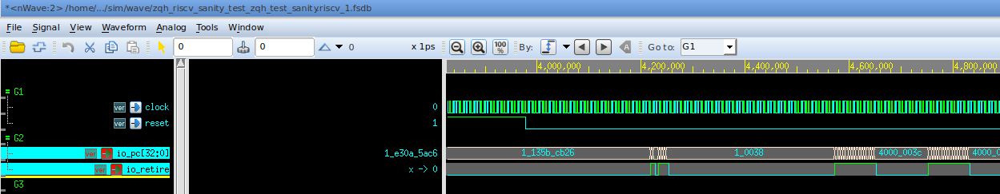 *<nWave:2> /home/.../sim/wave/zqh_riscv_sanity_test_zqh_test_sanity.riscv_1.fsdb
File Signal View Waveform Analog Tools Window
0 0 0 x 1ps 100% By: Go to: G1
4,000,000 4,200,000 4,400,000 4,600,000 4,800,000
G1
ver clock 0
ver reset 1
G2
ver io_pc[32:0] 1_e30a_5ac6 1_135b_cb26 1_0038 4000_003c 4000_0
ver io_retire x -> 0
G3